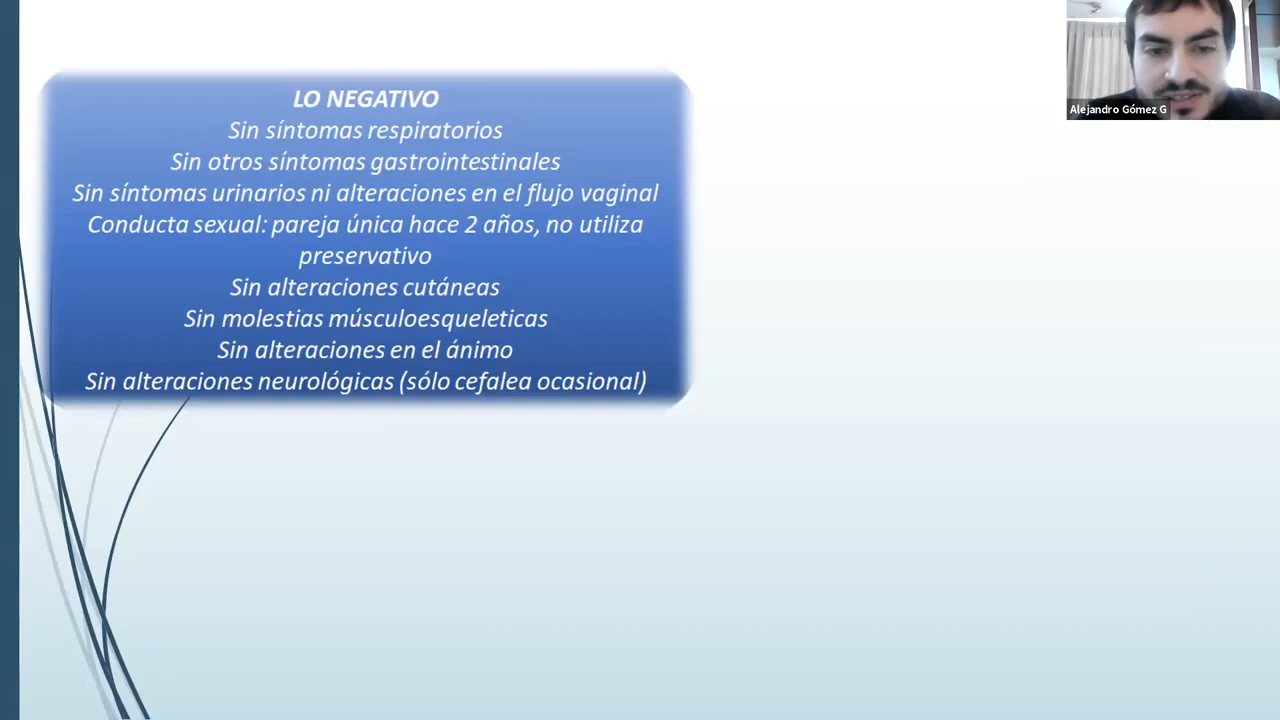 LO NEGATIVO
Sin síntomas respiratorios
Sin otros síntomas gastrointestinales
Sin síntomas urinarios ni alteraciones en el flujo vaginal
Conducta sexual: pareja única hace 2 años, no utiliza
preservativo
Sin alteraciones cutáneas
Sin molestias músculoesqueleticas
Sin alteraciones en el ánimo
Sin alteraciones neurológicas (sólo cefalea ocasional)
Alejandro Gómez G